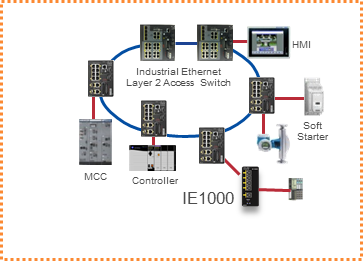 HMI
Industrial Ethernet
Layer 2 Access Switch
Soft
Starter
MCC
Controller
IE1000